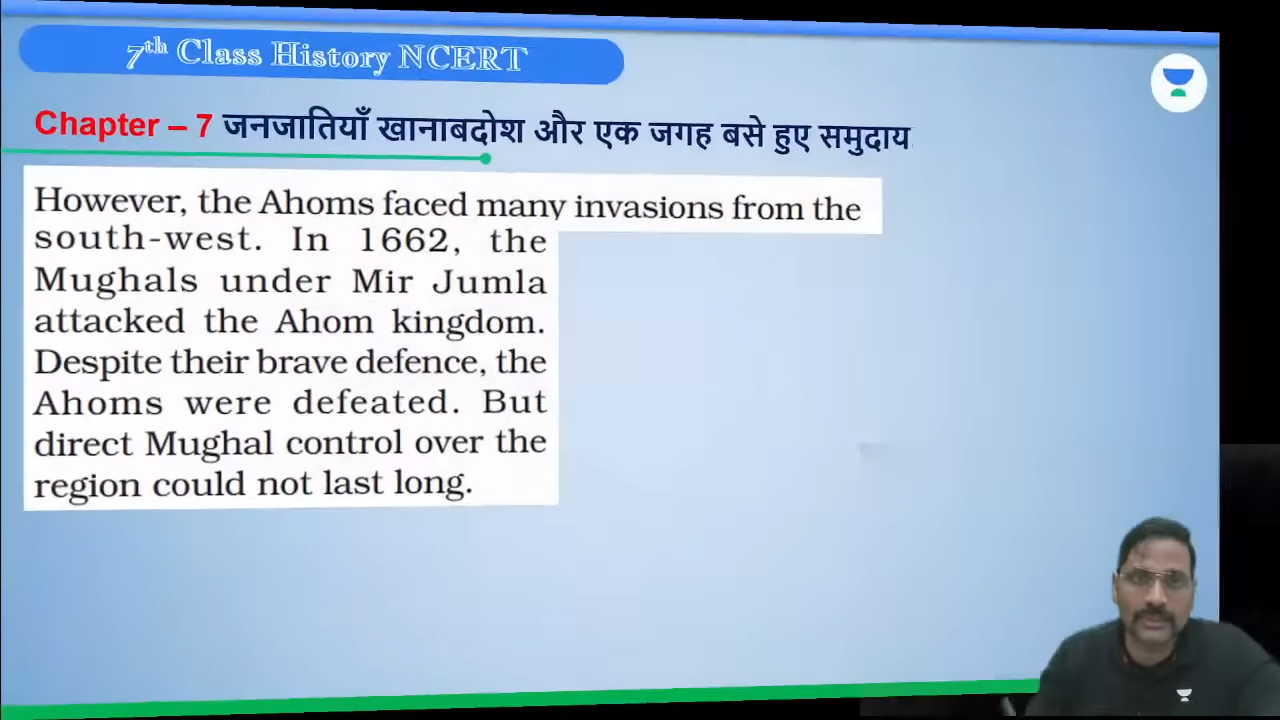 7th Class History NCERT
Chapter – 7 जनजातियाँ खानाबदोश और एक जगह बसे हुए समुदाय
However, the Ahoms faced many invasions from the
south-west. In 1662, the
Mughals under Mir Jumla
attacked the Ahom kingdom.
Despite their brave defence, the
Ahoms were defeated. But
direct Mughal control over the
region could not last long.